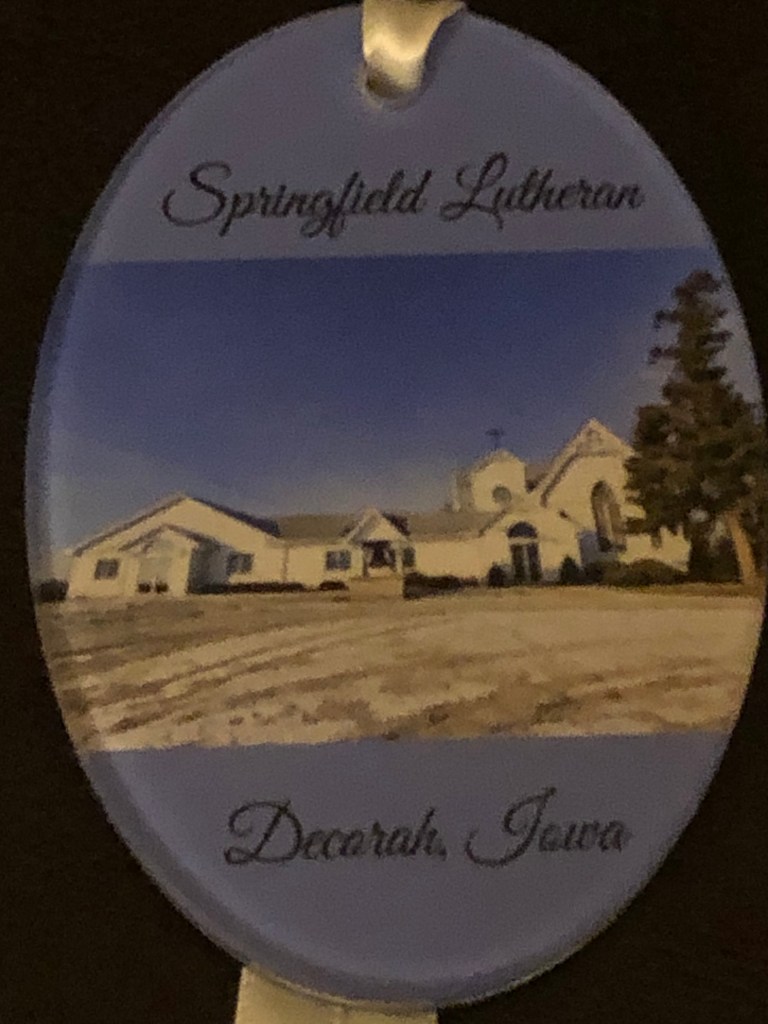 Springfield Lutheran
Decorah, Iowa